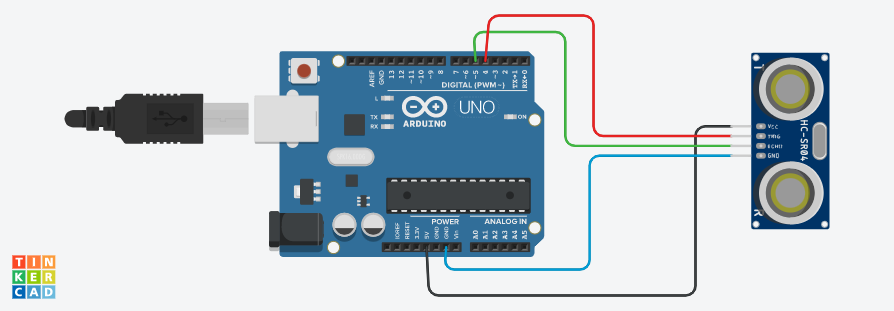 AREF
GND
13
12
~11
~10
~9
8
7
~6
~5
4
~3
2
TX→1
RX←0
DIGITAL (PWM~)
L
TX
RX
UNO
ARDUINO
ON
POWER
ANALOG IN
IOREF
RESET
3.3V
5V
GND
GND
Vin
A0
A1
A2
A3
A4
A5
T
VCC
TRIG
ECHO
GND
HC-SR04
R
TIN
KER
CAD